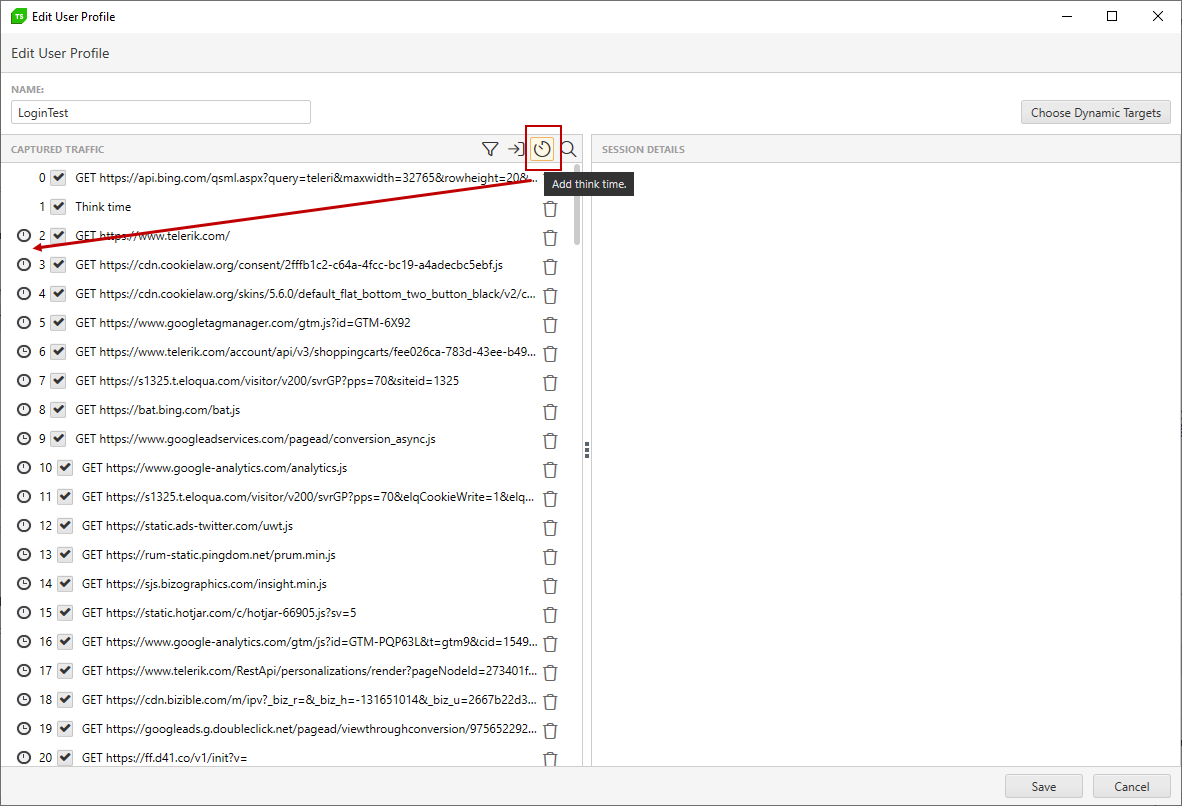 TS Edit User Profile
Edit User Profile
NAME:
LoginTest
Choose Dynamic Targets
CAPTURED TRAFFIC
SESSION DETAILS
0 GET https://api.bing.com/qsml.aspx?query=teleri&maxwidth=32765&rowheight=20&...
Add think time.
1 Think time
2 GET https://www.telerik.com/
3 GET https://cdn.cookielaw.org/consent/2fffb1c2-c64a-4fcc-bc19-a4adecbc5ebf.js
4 GET https://cdn.cookielaw.org/skins/5.6.0/default_flat_bottom_two_button_black/v2/c...
5 GET https://www.googletagmanager.com/gtm.js?id=GTM-6X92
6 GET https://www.telerik.com/account/api/v3/shoppingcarts/fee026ca-783d-43ee-b49...
7 GET https://s1325.t.eloqua.com/visitor/v200/svrGP?pps=70&siteid=1325
8 GET https://bat.bing.com/bat.js
9 GET https://www.googleadservices.com/pagead/conversion_async.js
10 GET https://www.google-analytics.com/analytics.js
11 GET https://s1325.t.eloqua.com/visitor/v200/svrGP?pps=70&elqCookieWrite=1&elq...
12 GET https://static.ads-twitter.com/uwt.js
13 GET https://rum-static.pingdom.net/prum.min.js
14 GET https://sjs.bizographics.com/insight.min.js
15 GET https://static.hotjar.com/c/hotjar-66905.js?sv=5
16 GET https://www.google-analytics.com/gtm/js?id=GTM-PQP63L&t=gtm9&cid=1549...
17 GET https://www.telerik.com/RestApi/personalizations/render?pageNodeId=273401f...
18 GET https://cdn.bizible.com/m/ipv?_biz_r=&_biz_h=-131651014&_biz_u=2667b22d3...
19 GET https://googleads.g.doubleclick.net/pagead/viewthroughconversion/975652292...
20 GET https://ff.d41.co/v1/init?v=
Save
Cancel